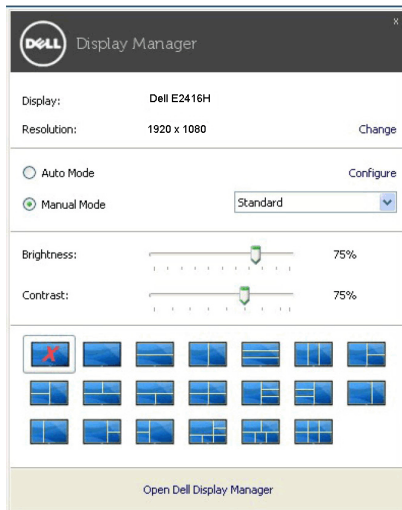 x
DELL Display Manager
Display: Dell E2416H
Resolution: 1920 x 1080 Change
Auto Mode Configure
Manual Mode Standard
Brightness: 75%
Contrast: 75%
Open Dell Display Manager